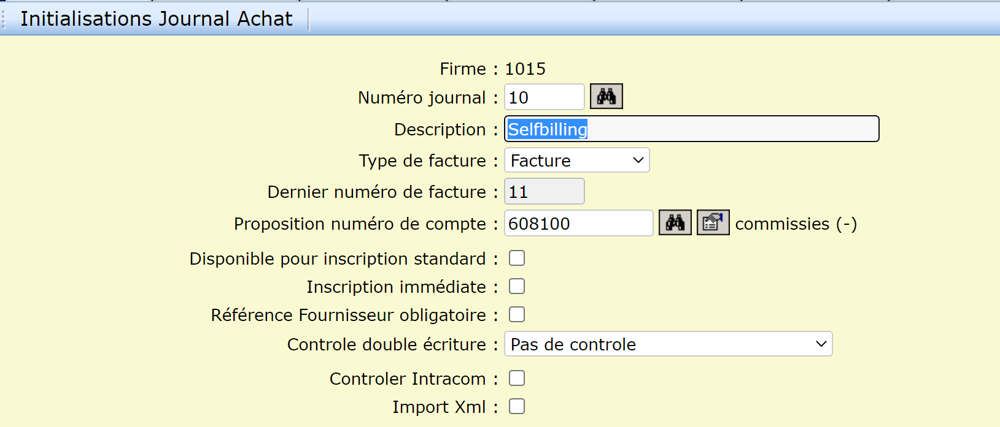 Initialisations Journal Achat
Firme : 1015
Numéro journal : 10
Description : Selfbilling
Type de facture : Facture
Dernier numéro de facture : 11
Proposition numéro de compte : 608100 commissies (-)
Disponible pour inscription standard :
Inscription immédiate :
Référence Fournisseur obligatoire :
Controle double écriture : Pas de controle
Controler Intracom :
Import Xml :